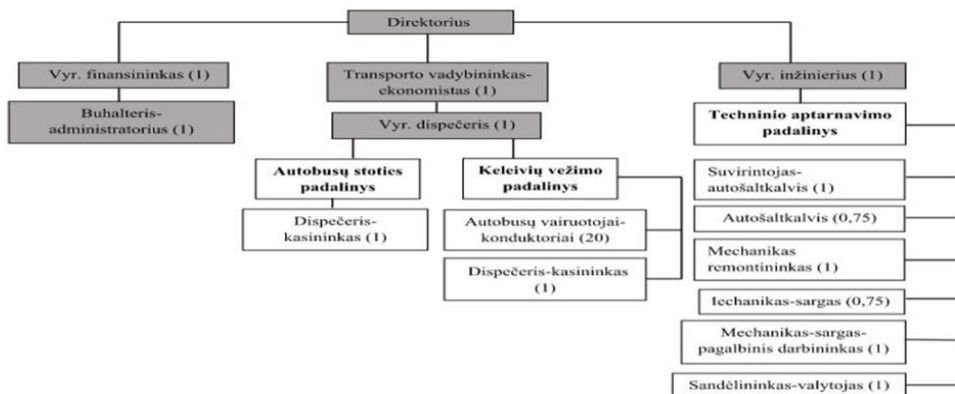 Direktorius
Vyr. finansininkas (1)
Buhalteris-
administratorius (1)
Transporto vadybininkas-
ekonomistas (1)
Vyr. dispečeris (1)
Autobusų stoties
padalinys
Dispečeris-
kasininkas (1)
Keleivių vežimo
padalinys
Autobusų vairuotojai-
konduktoriai (20)
Dispečeris-kasininkas
(1)
Vyr. inžinierius (1)
Techninio aptarnavimo
padalinys
Suvirintojas-
autošaltkalvis (1)
Autošaltkalvis (0,75)
Mechanikas
remontininkas (1)
Iechanikas-sargas (0,75)
Mechanikas-sargas-
pagalbinis darbininkas (1)
Sandėlininkas-valytojas (1)